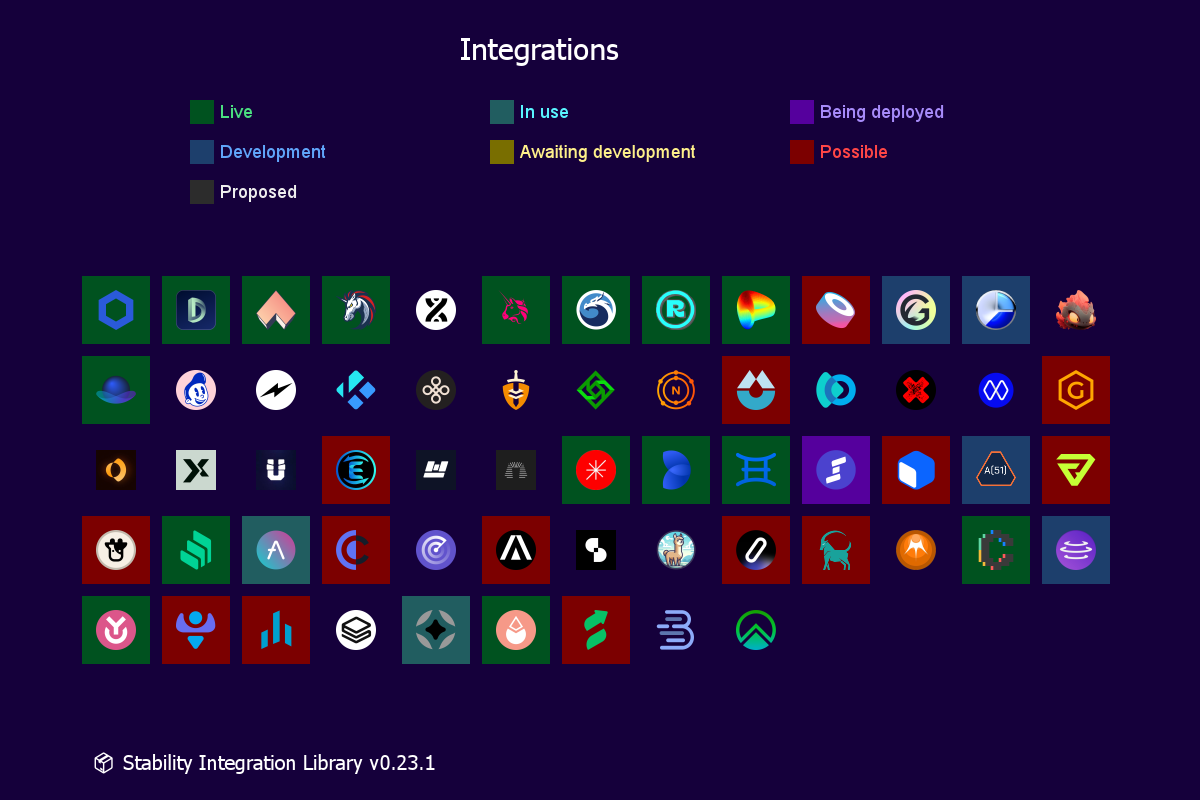 Integrations
Live
In use
Being deployed
Development
Awaiting development
Possible
Proposed
N
G
A(51)
Stability Integration Library v0.23.1